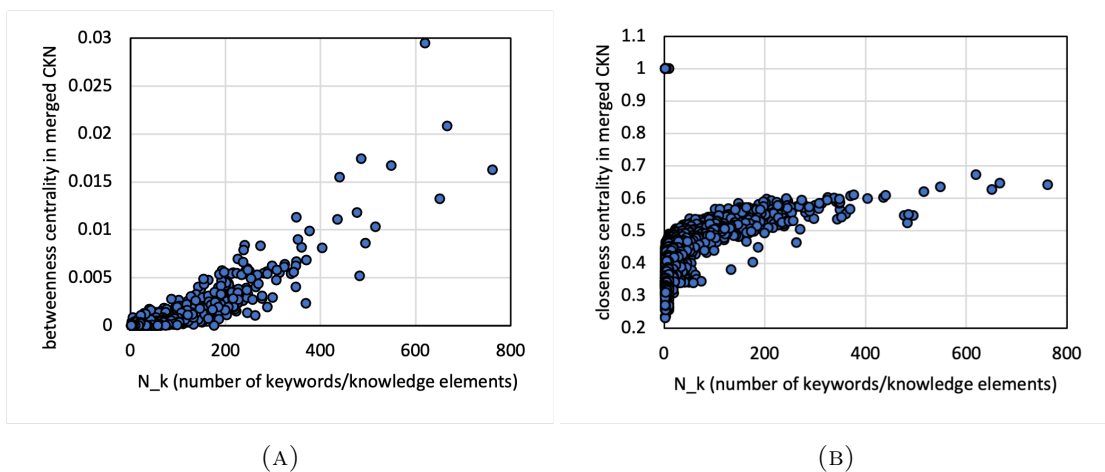 betweenness centrality in merged CKN
0.03
0.025
0.02
0.015
0.01
0.005
0
0 200 400 600 800
N_k (number of keywords/knowledge elements)
(A)
closeness centrality in merged CKN
1.1
1
0.9
0.8
0.7
0.6
0.5
0.4
0.3
0.2
0 200 400 600 800
N_k (number of keywords/knowledge elements)
(B)